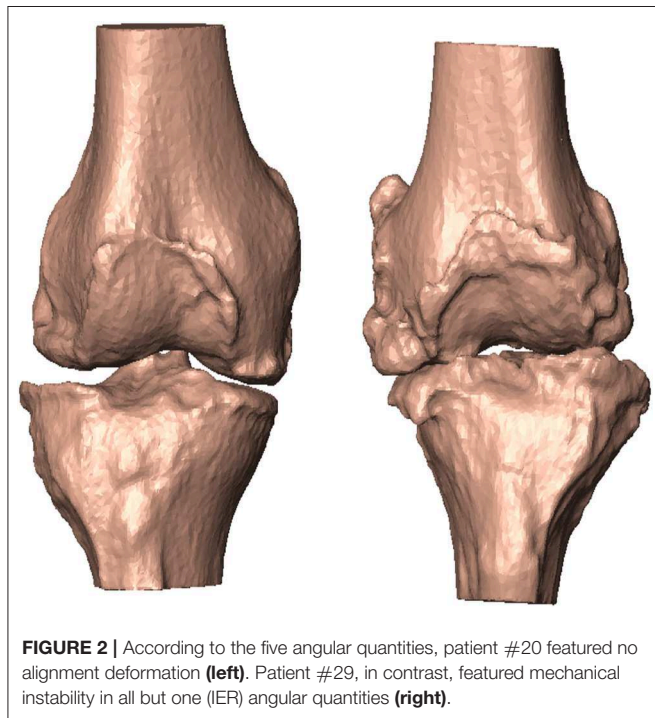 FIGURE 2 | According to the five angular quantities, patient #20 featured no
alignment deformation (left). Patient #29, in contrast, featured mechanical
instability in all but one (IER) angular quantities (right).